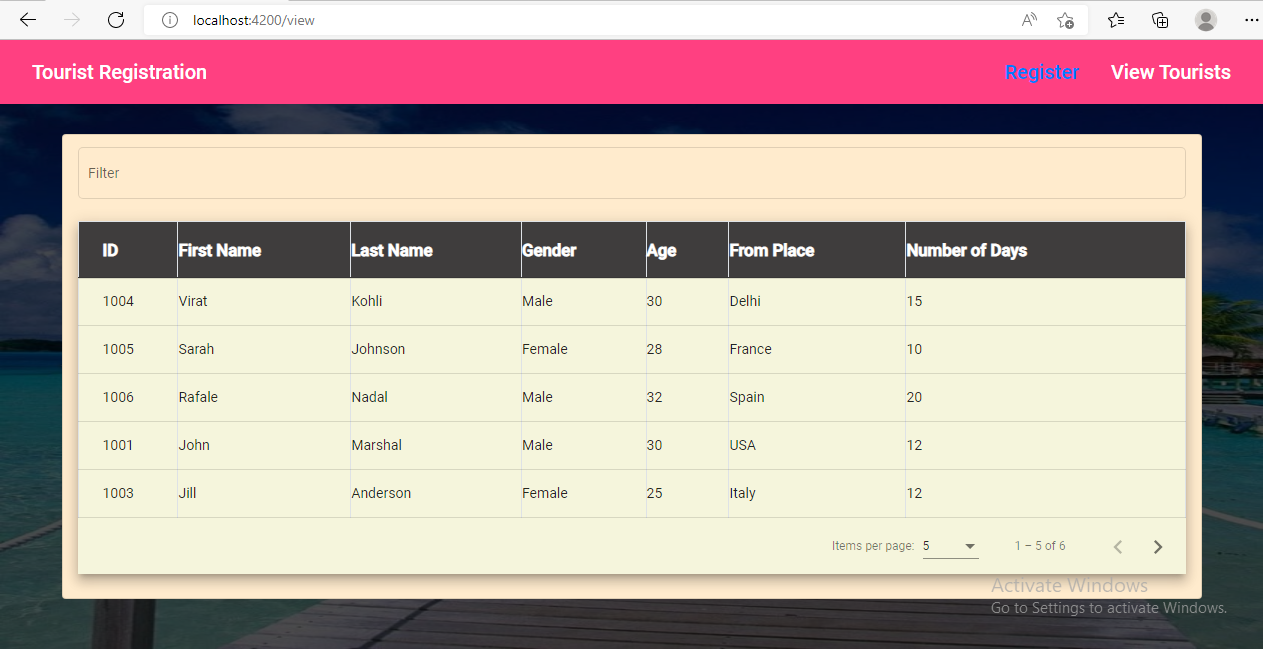 localhost:4200/view
Tourist Registration Register View Tourists
Filter
ID First Name Last Name Gender Age From Place Number of Days
1004 Virat Kohli Male 30 Delhi 15
1005 Sarah Johnson Female 28 France 10
1006 Rafale Nadal Male 32 Spain 20
1001 John Marshal Male 30 USA 12
1003 Jill Anderson Female 25 Italy 12
Items per page: 5 1 – 5 of 6
Activate Windows
Go to Settings to activate Windows.